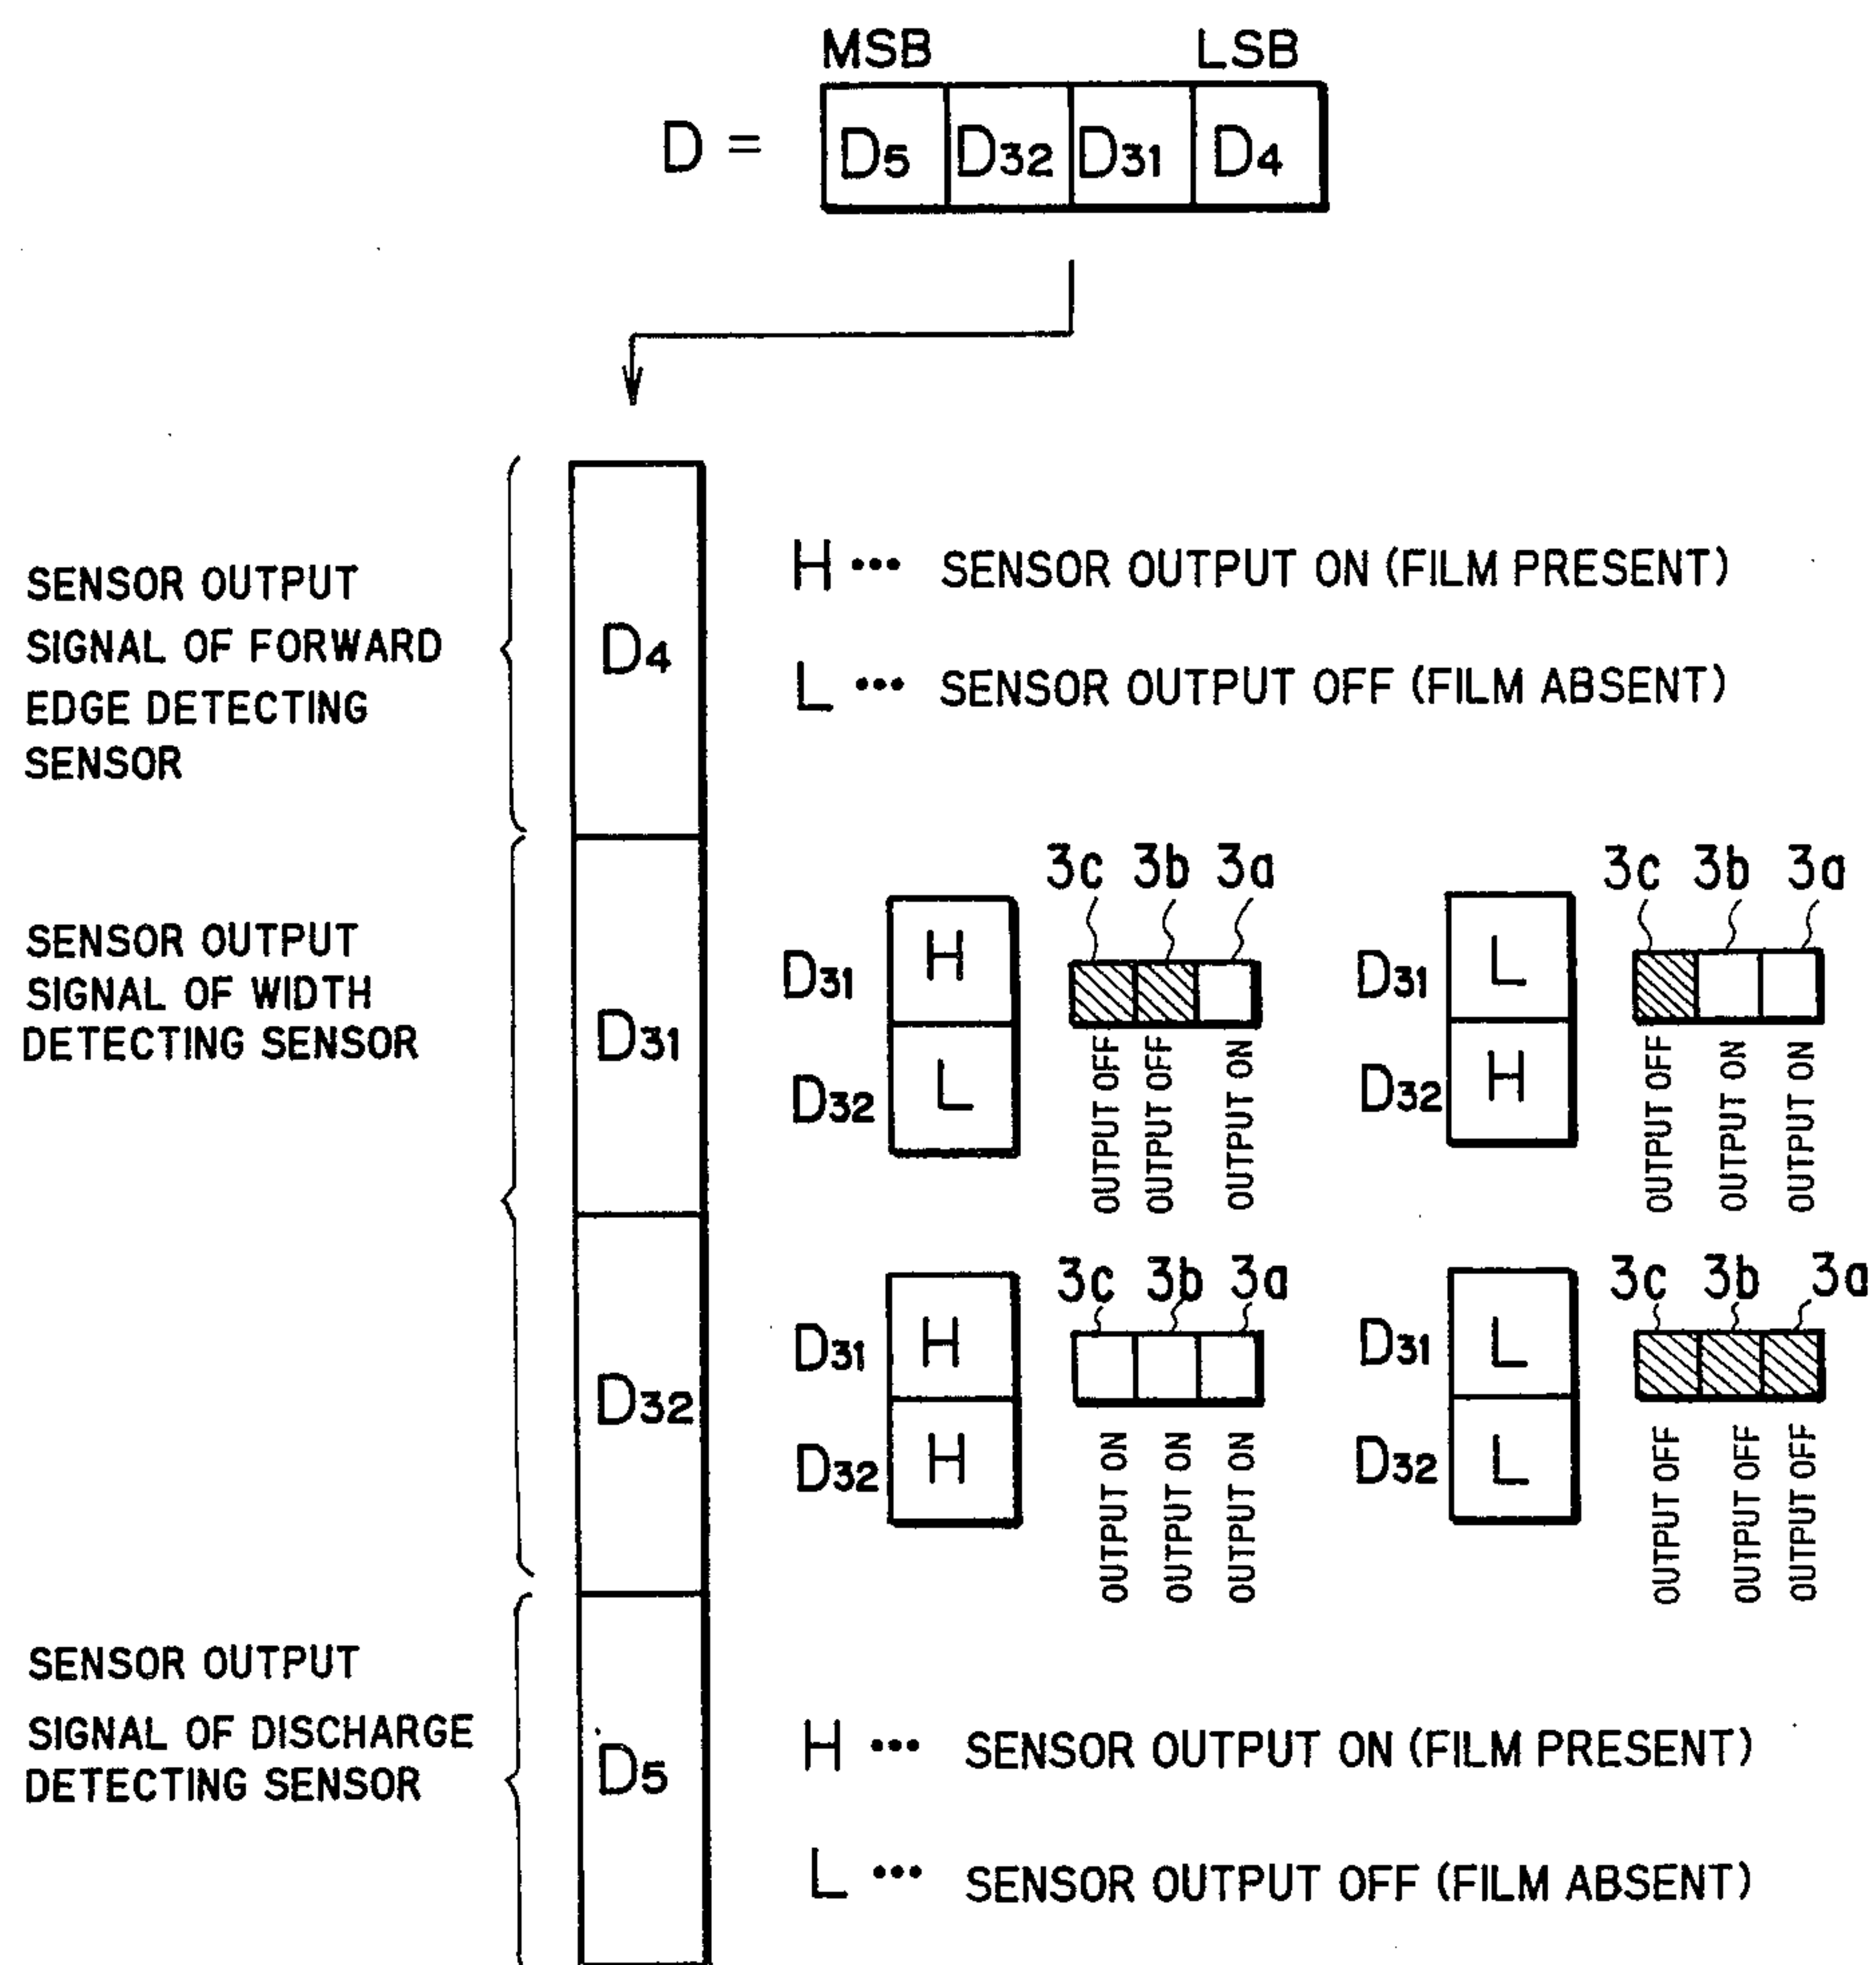 MSB LSB
D = D5 D32 D31 D4
SENSOR OUTPUT
SIGNAL OF FORWARD
EDGE DETECTING
SENSOR
D4
H ••• SENSOR OUTPUT ON (FILM PRESENT)
L ••• SENSOR OUTPUT OFF (FILM ABSENT)
SENSOR OUTPUT
SIGNAL OF WIDTH
DETECTING SENSOR
D31
D32
3c 3b 3a
D31 H
D32 L
OUTPUT OFF
OUTPUT OFF
OUTPUT ON
3c 3b 3a
D31 L
D32 H
OUTPUT OFF
OUTPUT ON
OUTPUT ON
3c 3b 3a
D31 H
D32 H
OUTPUT ON
OUTPUT ON
OUTPUT ON
3c 3b 3a
D31 L
D32 L
OUTPUT OFF
OUTPUT OFF
OUTPUT OFF
SENSOR OUTPUT
SIGNAL OF DISCHARGE
DETECTING SENSOR
D5
H ••• SENSOR OUTPUT ON (FILM PRESENT)
L ••• SENSOR OUTPUT OFF (FILM ABSENT)